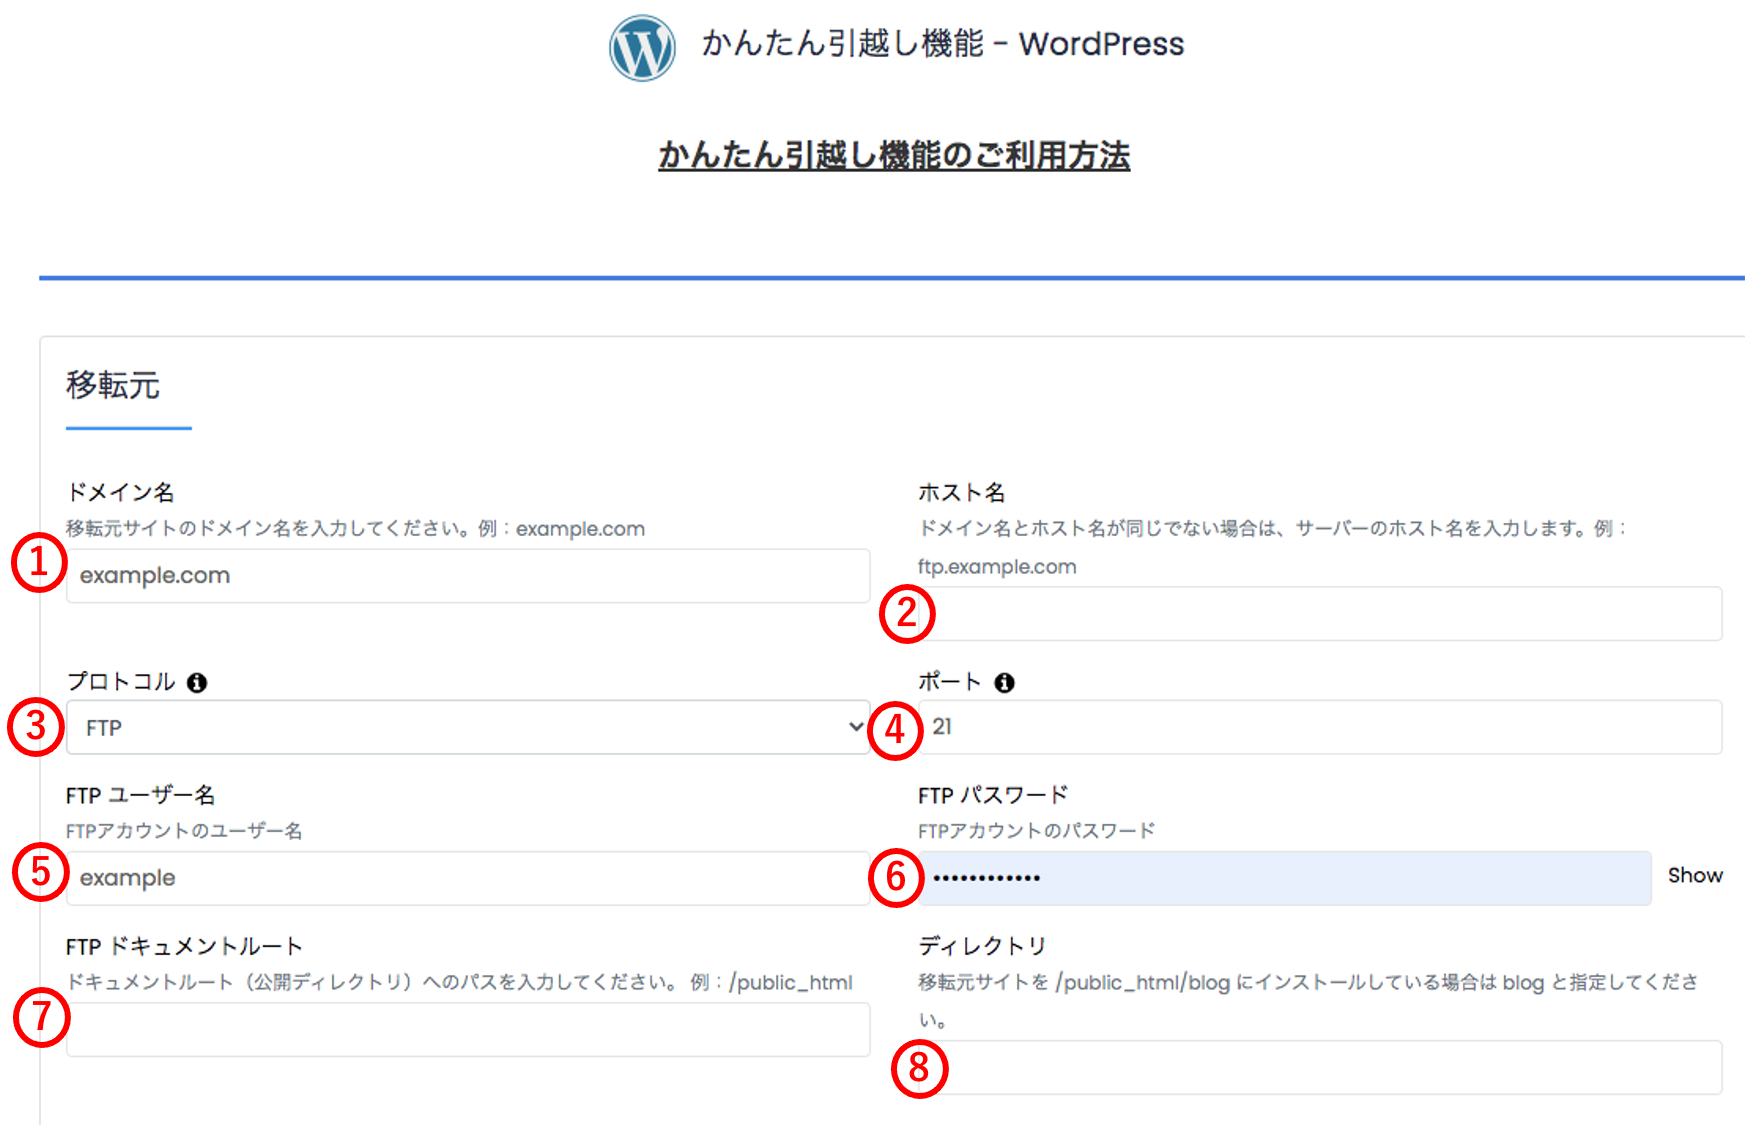 かんたん引越し機能 - WordPress
かんたん引越し機能のご利用方法
移転元
ドメイン名
移転元サイトのドメイン名を入力してください。例：example.com
① example.com
ホスト名
ドメイン名とホスト名が同じでない場合は、サーバーのホスト名を入力します。例：
ftp.example.com
②
プロトコル
③ FTP
ポート
④ 21
FTP ユーザー名
FTPアカウントのユーザー名
⑤ example
FTP パスワード
FTPアカウントのパスワード
⑥ •••••••••••• Show
FTP ドキュメントルート
ドキュメントルート（公開ディレクトリ）へのパスを入力してください。 例：/public_html
⑦
ディレクトリ
移転元サイトを /public_html/blog にインストールしている場合は blog と指定してくださ
い。
⑧